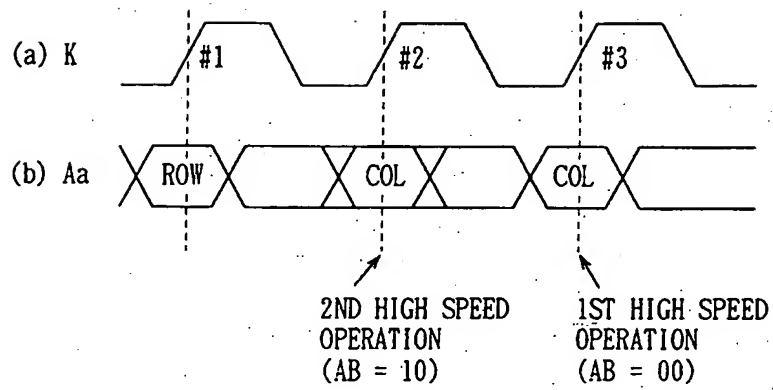 (a) K
#1
#2
#3
(b) Aa
ROW
COL
COL
2ND HIGH SPEED
OPERATION
(AB = 10)
1ST HIGH SPEED
OPERATION
(AB = 00)